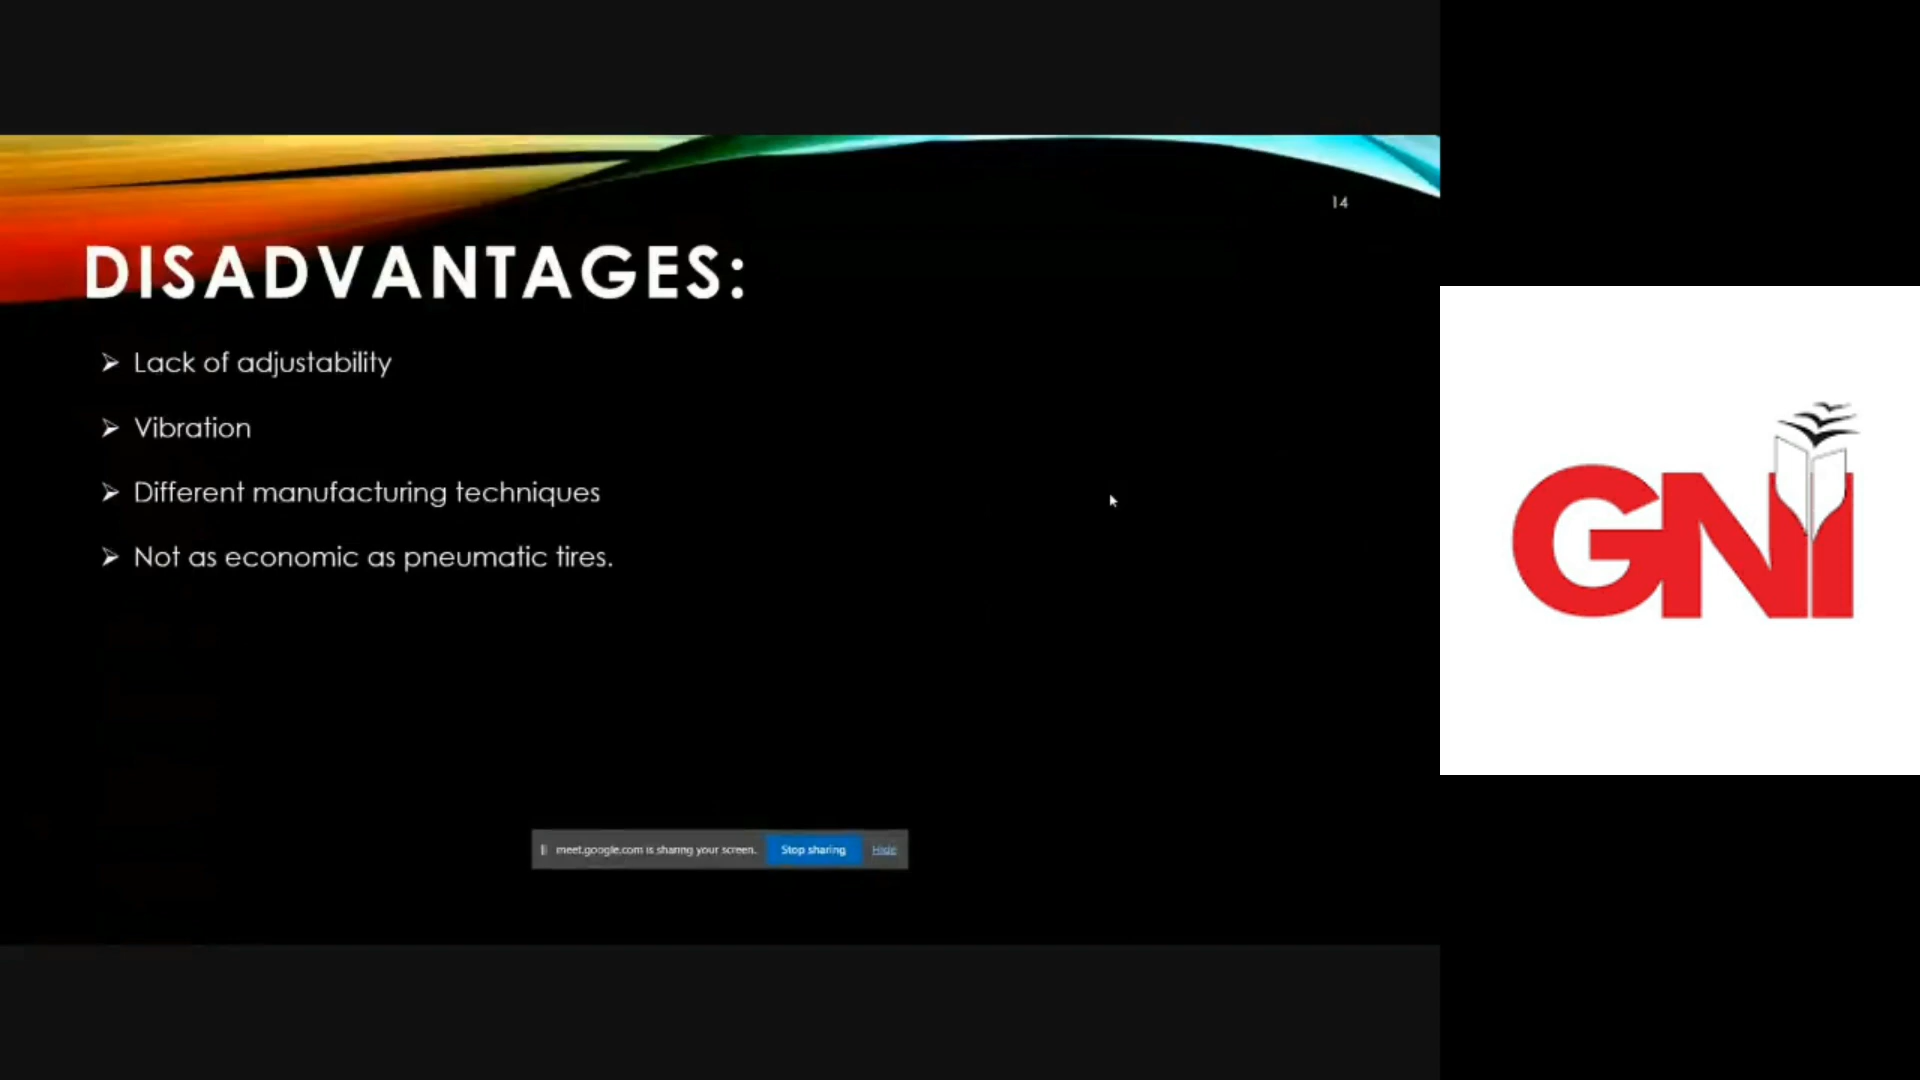 14
DISADVANTAGES:
Lack of adjustability
Vibration
Different manufacturing techniques
Not as economic as pneumatic tires.
meet.google.com is sharing your screen. Stop sharing Hide
GNI